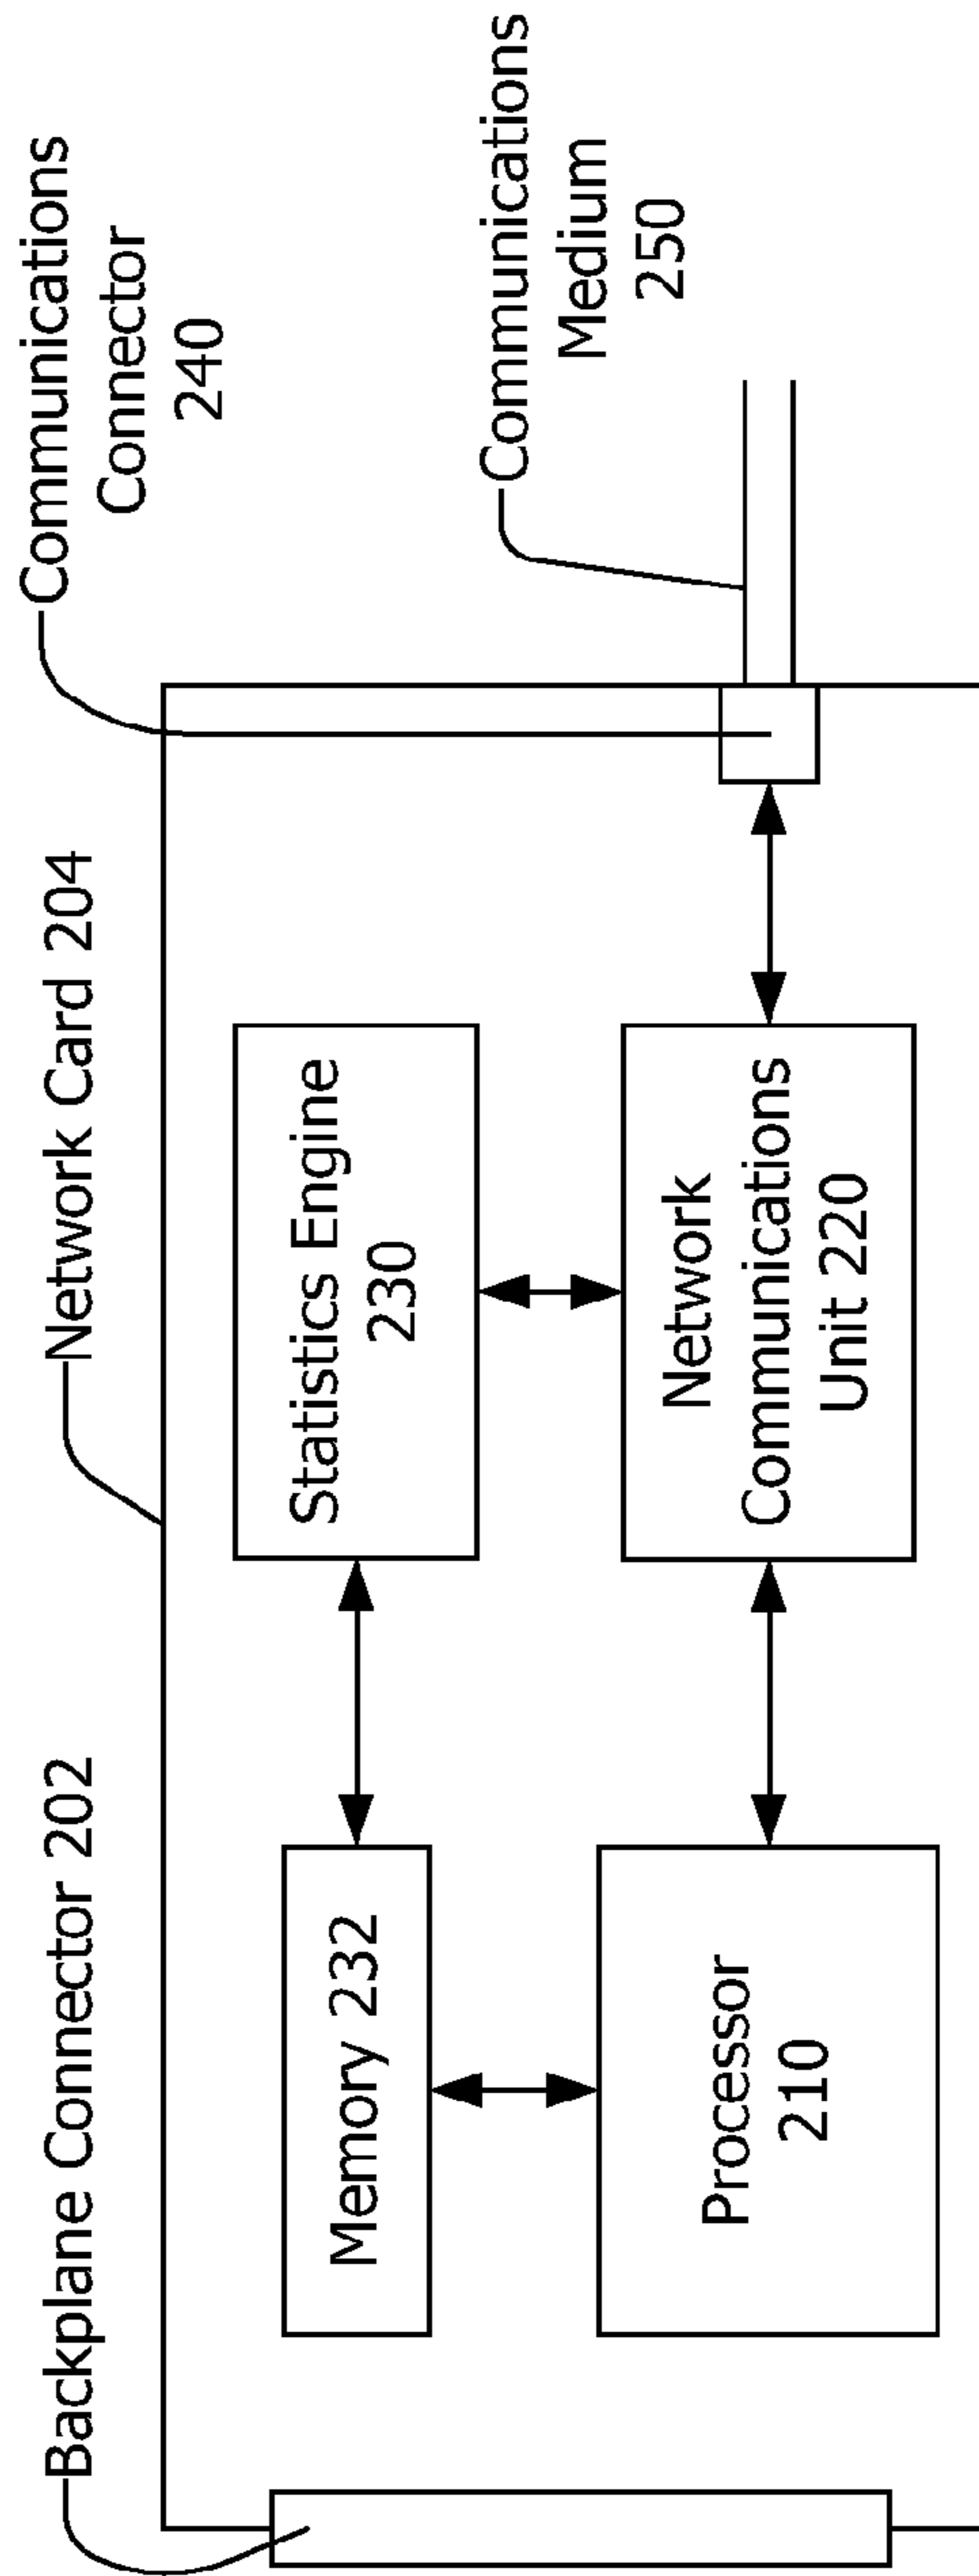 Backplane Connector 202
Network Card 204
Communications
Connector
240
Memory 232
Statistics Engine
230
Communications
Medium
250
Processor
210
Network
Communications
Unit 220